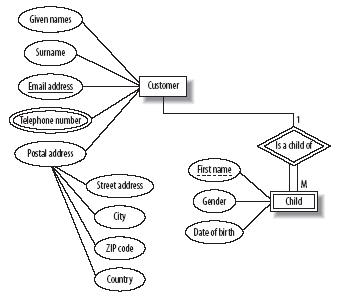 Given names
Surname
Email address
Customer
Telephone number
1
Postal address
Is a child of
First name
Street address
M
Gender
Child
City
Date of birth
ZIP code
Country